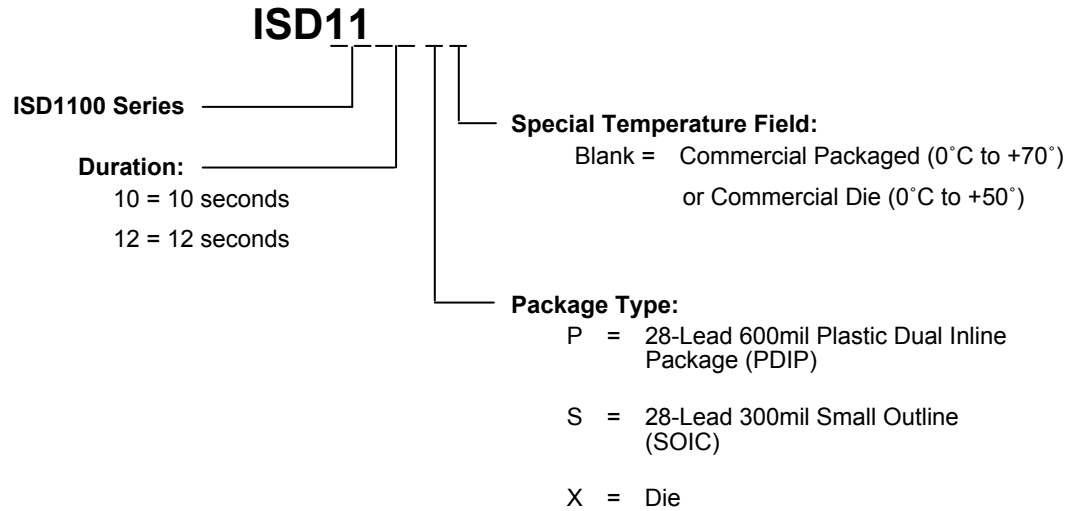 ISD11
ISD1100 Series
Duration:
10 = 10 seconds
12 = 12 seconds
Special Temperature Field:
Blank = Commercial Packaged (0˚C to +70˚)
or Commercial Die (0˚C to +50˚)
Package Type:
P = 28-Lead 600mil Plastic Dual Inline
Package (PDIP)
S = 28-Lead 300mil Small Outline
(SOIC)
X = Die